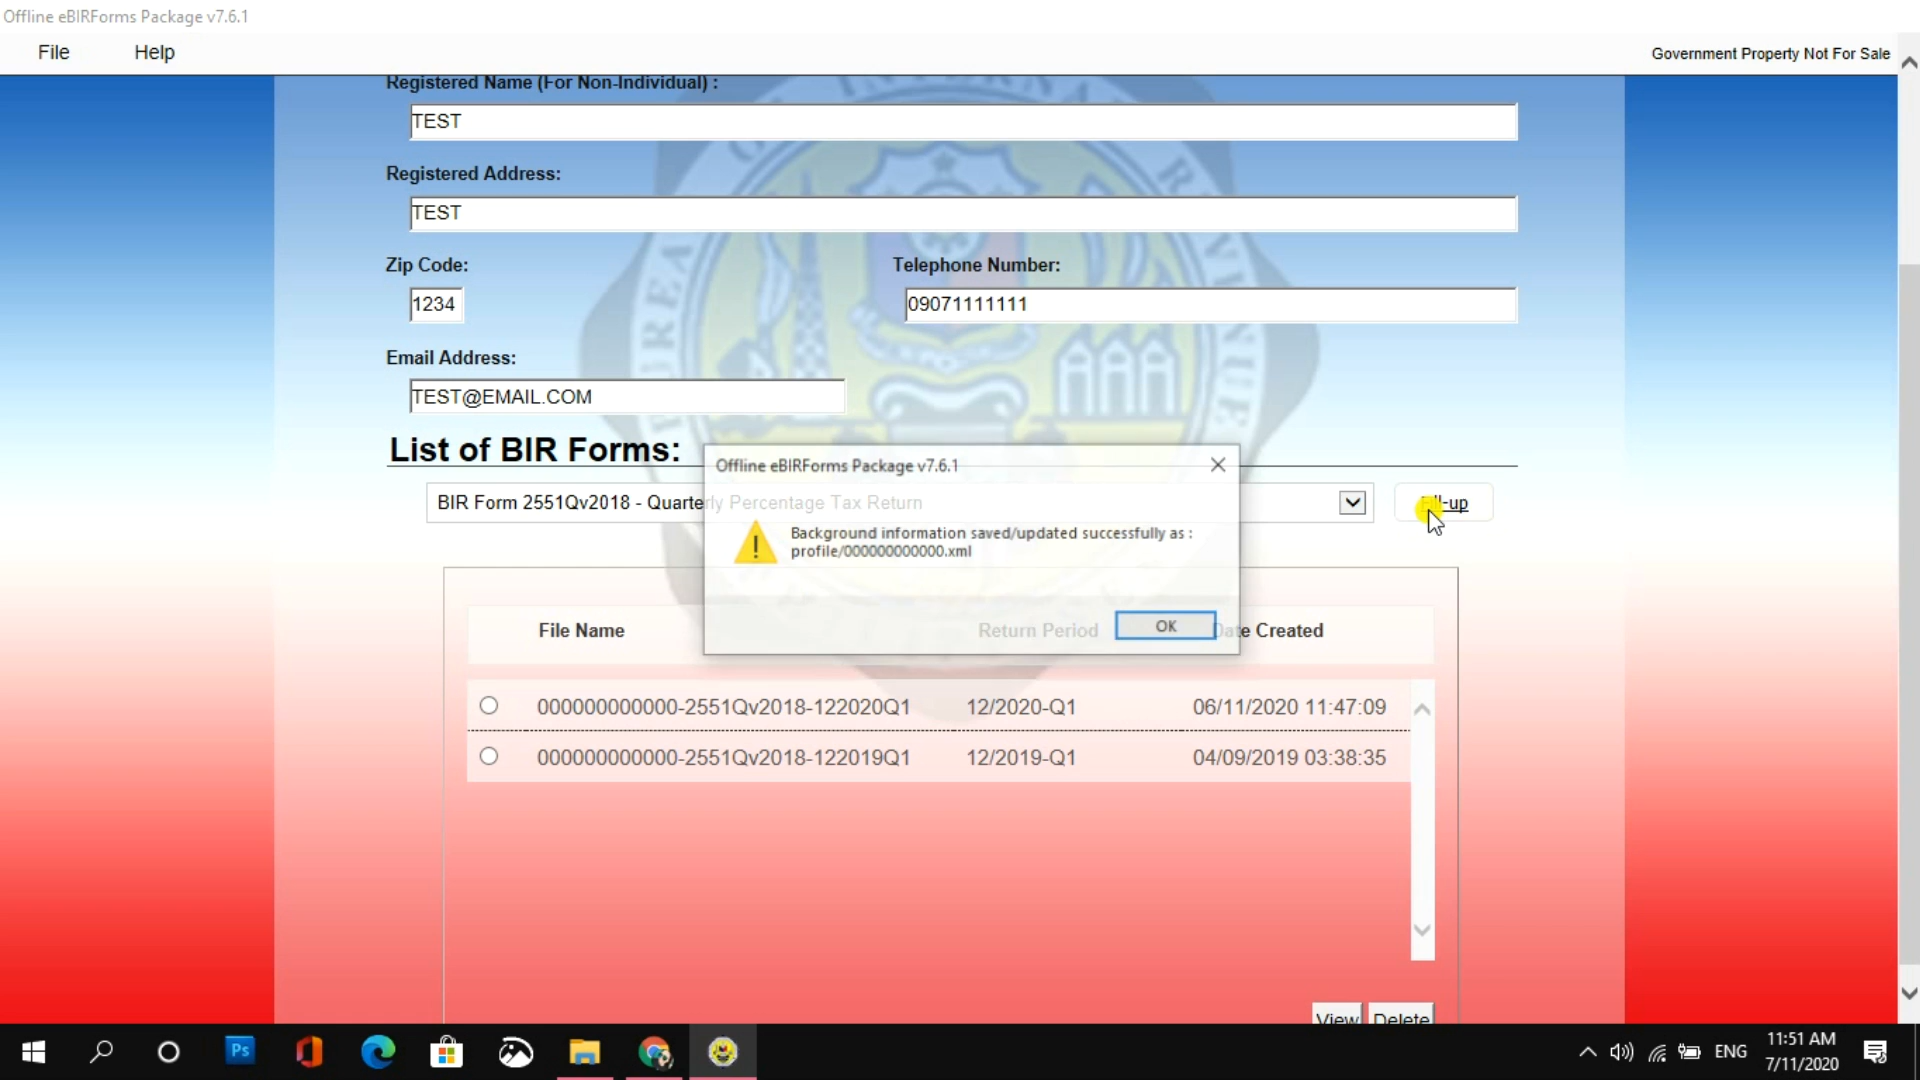 Offline eBIRForms Package v7.6.1
File Help Government Property Not For Sale
Registered Name (For Non-Individual) :
TEST
Registered Address:
TEST
Zip Code: Telephone Number:
1234 09071111111
Email Address:
TEST@EMAIL.COM
List of BIR Forms:
BIR Form 2551Qv2018 - Quarterly Percentage Tax Return
Offline eBIRForms Package v7.6.1
Background information saved/updated successfully as :
profile/000000000000.xml
OK
File Name Return Period Date Created
000000000000-2551Qv2018-122020Q1 12/2020-Q1 06/11/2020 11:47:09
000000000000-2551Qv2018-122019Q1 12/2019-Q1 04/09/2019 03:38:35
View Delete
Ps
ENG
11:51 AM
7/11/2020